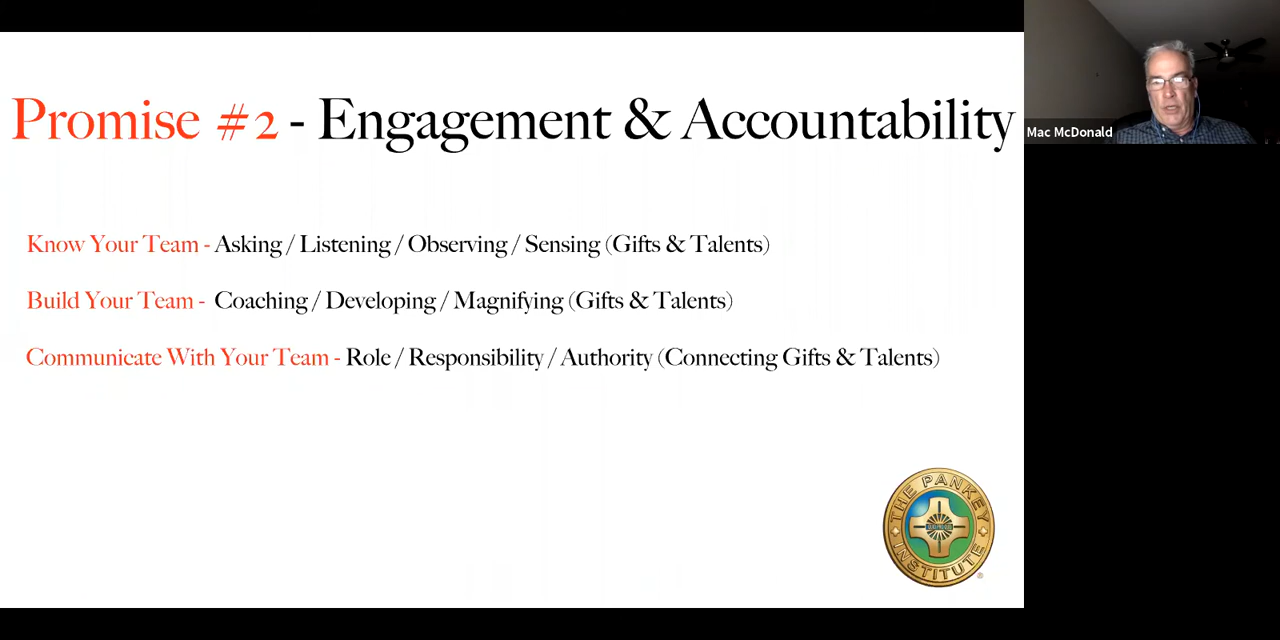 Promise #2 - Engagement & Accountability
Mac McDonald
Know Your Team - Asking / Listening / Observing / Sensing (Gifts & Talents)
Build Your Team - Coaching / Developing / Magnifying (Gifts & Talents)
Communicate With Your Team - Role / Responsibility / Authority (Connecting Gifts & Talents)
THE PANKEY
INSTITUTE
®